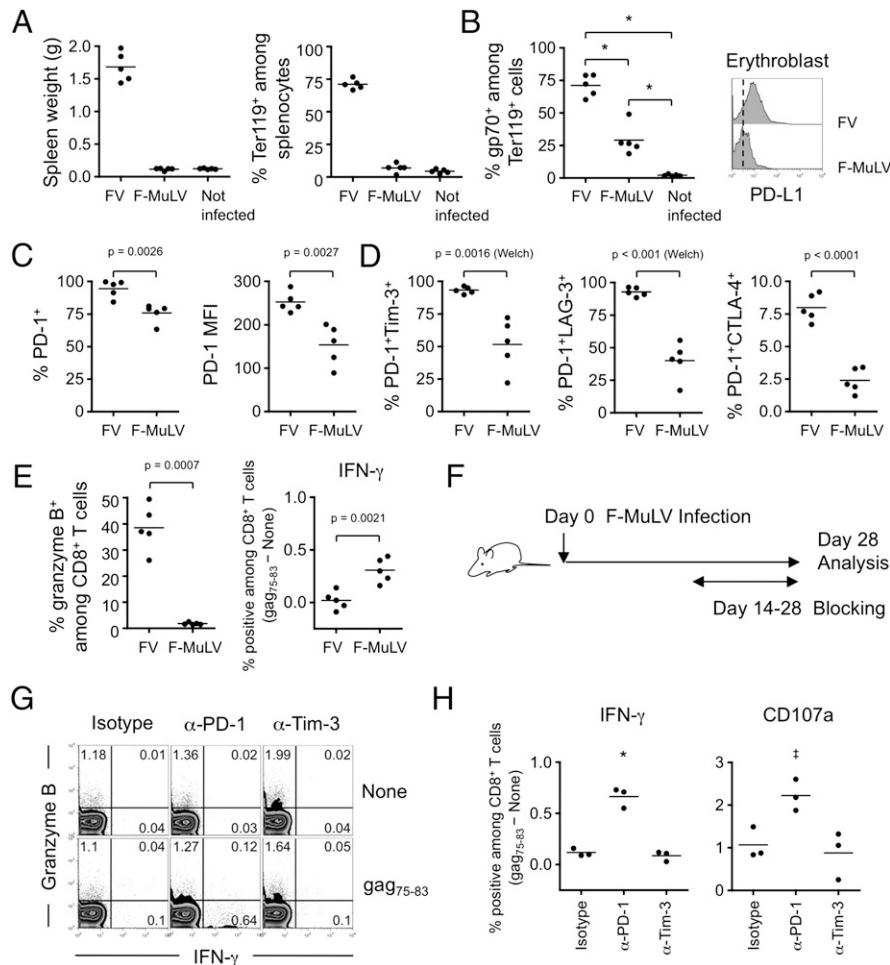 A
Spleen weight (g)
2.0
1.5
1.0
0.5
0.0
FV
F-MuLV
Not
infected
% Ter119⁺ among
splenocytes
100
75
50
25
0
FV
F-MuLV
Not
infected
B
% gp70⁺ among
Ter119⁺ cells
100
75
50
25
0
*
*
*
FV
F-MuLV
Not
infected
Erythroblast
FV
F-MuLV
PD-L1
C
p = 0.0026
% PD-1⁺
100
75
50
25
0
FV
F-MuLV
p = 0.0027
PD-1 MFI
300
200
100
0
FV
F-MuLV
D
p = 0.0016 (Welch)
% PD-1⁺Tim-3⁺
100
75
50
25
0
FV
F-MuLV
p < 0.001 (Welch)
% PD-1⁺LAG-3⁺
100
75
50
25
0
FV
F-MuLV
p < 0.0001
% PD-1⁺CTLA-4⁺
10.0
7.5
5.0
2.5
0.0
FV
F-MuLV
E
p = 0.0007
% granzyme B⁺
among CD8⁺ T cells
50
40
30
20
10
0
FV
F-MuLV
IFN-γ
% positive among CD8⁺ T cells
(gag₇₅₋₈₃ – None)
1.0
p = 0.0021
0.5
0.0
FV
F-MuLV
F
Day 0 F-MuLV Infection
Day 28
Analysis
Day 14-28 Blocking
G
Isotype
α-PD-1
α-Tim-3
1.18 0.01
1.36 0.02
1.99 0.02
None
0.04
0.03
0.04
1.1 0.04
1.27 0.12
1.64 0.05
gag₇₅₋₈₃
0.1
0.64
0.1
Granzyme B
IFN-γ
H
IFN-γ
% positive among CD8⁺ T cells
(gag₇₅₋₈₃ – None)
1.0
0.5
0.0
*
Isotype
α-PD-1
α-Tim-3
CD107a
3
2
1
0
‡
Isotype
α-PD-1
α-Tim-3